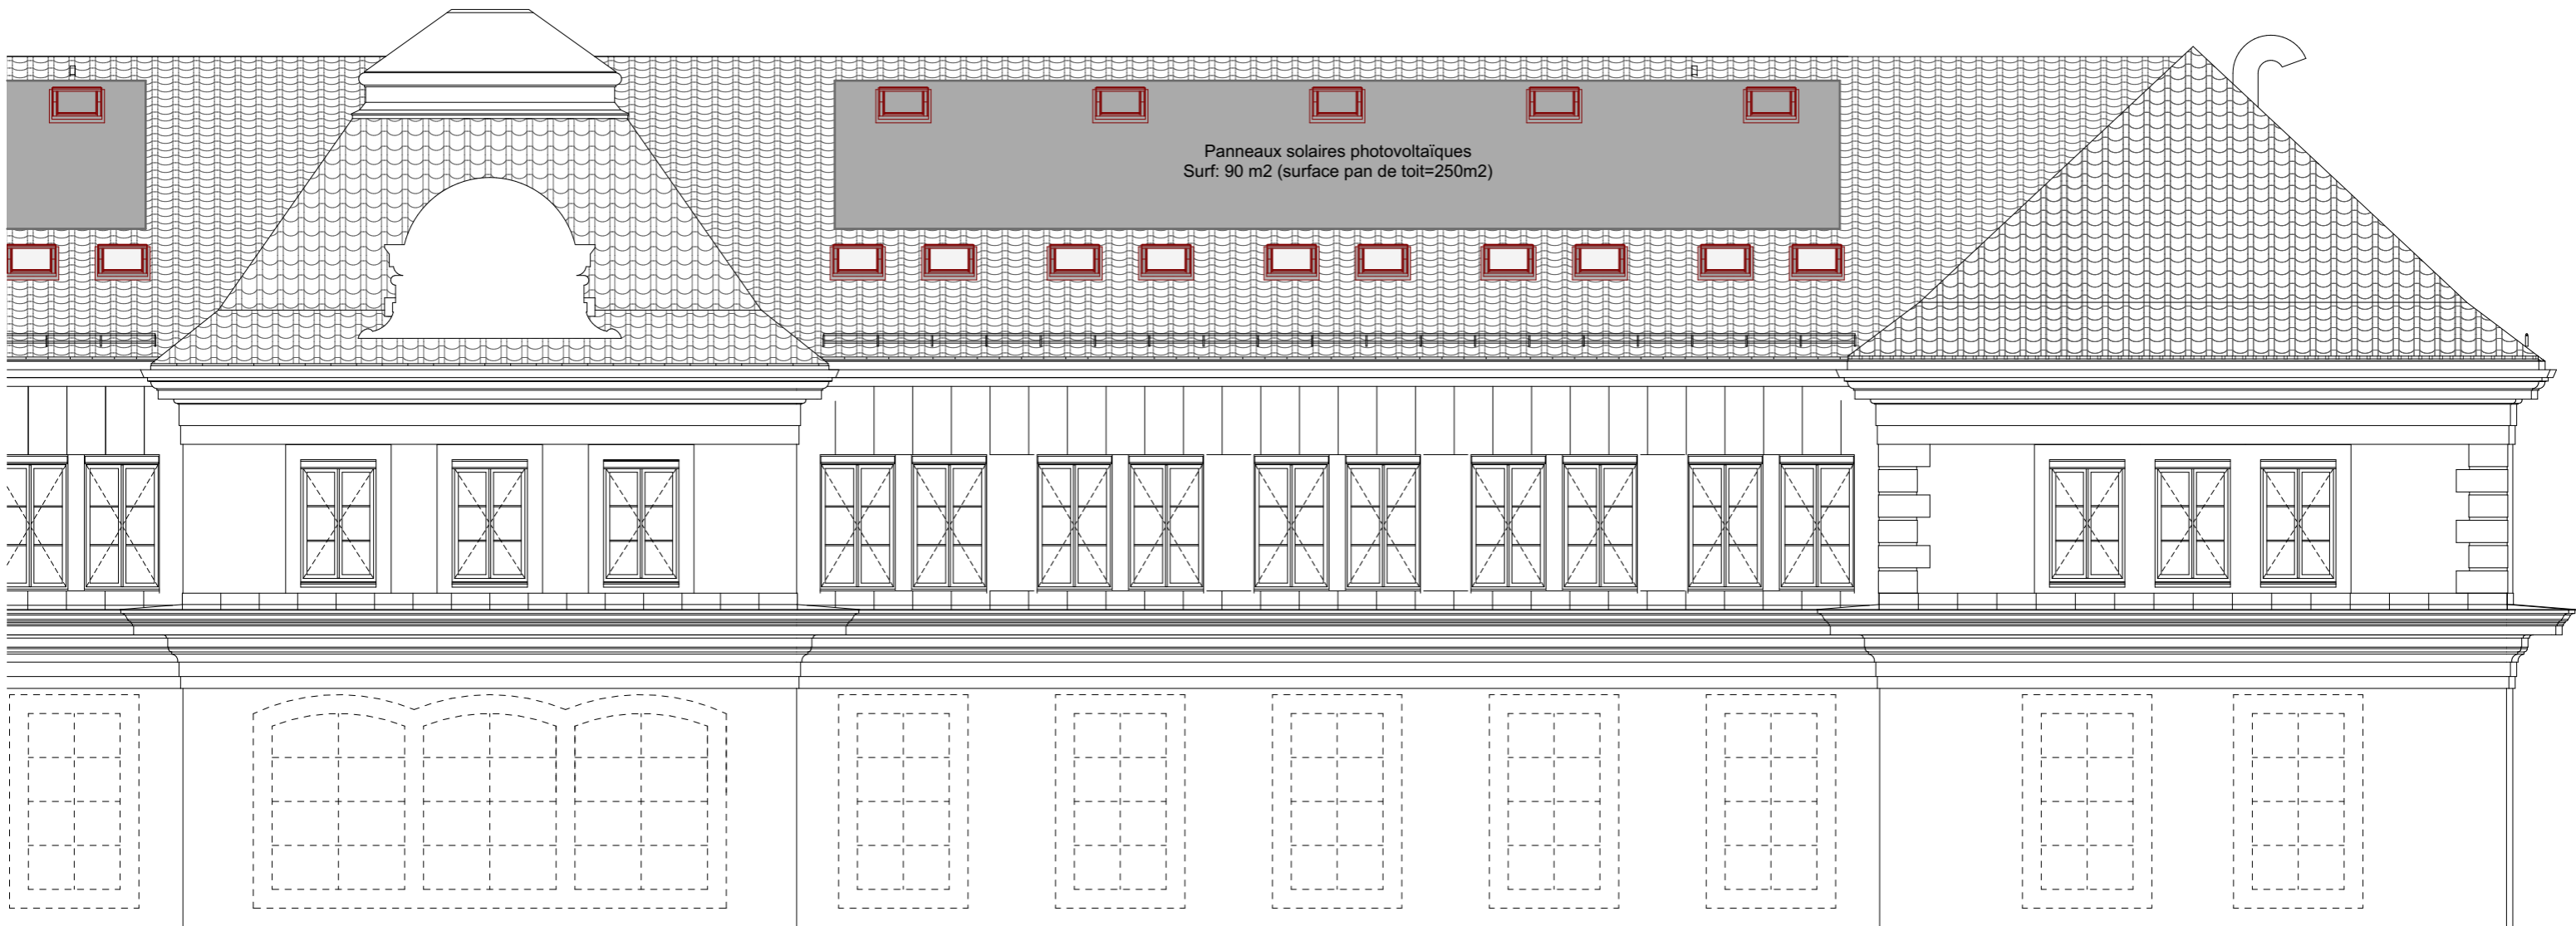 Panneaux solaires photovoltaïques
Surf: 90 m2 (surface pan de toit=250m2)